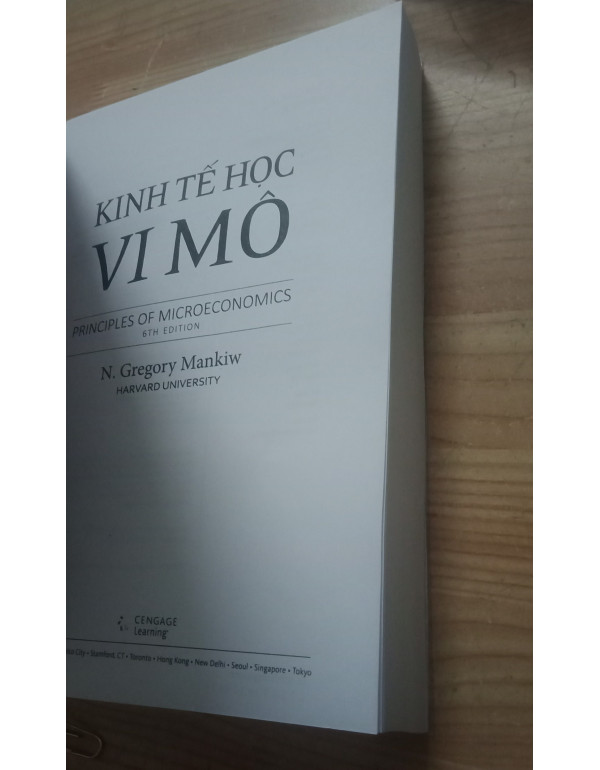 KINH TẾ HỌC
VI MÔ
PRINCIPLES OF MICROECONOMICS
6TH EDITION
N. Gregory Mankiw
HARVARD UNIVERSITY
CENGAGE
Learning®
City • Stamford, CT • Toronto • Hong Kong • New Delhi • Seoul • Singapore • Tokyo